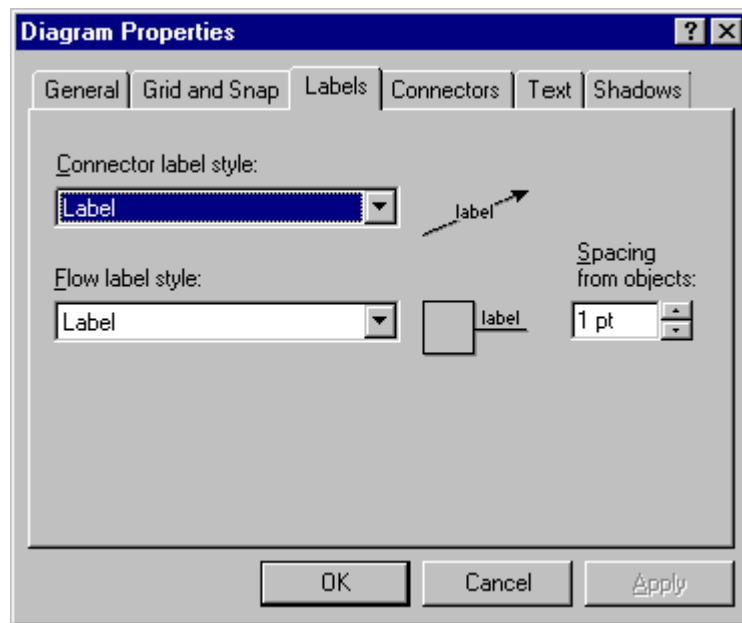 Diagram Properties
General Grid and Snap Labels Connectors Text Shadows
Connector label style:
Label
label
Flow label style:
Label
label
Spacing
from objects:
1 pt
OK Cancel Apply